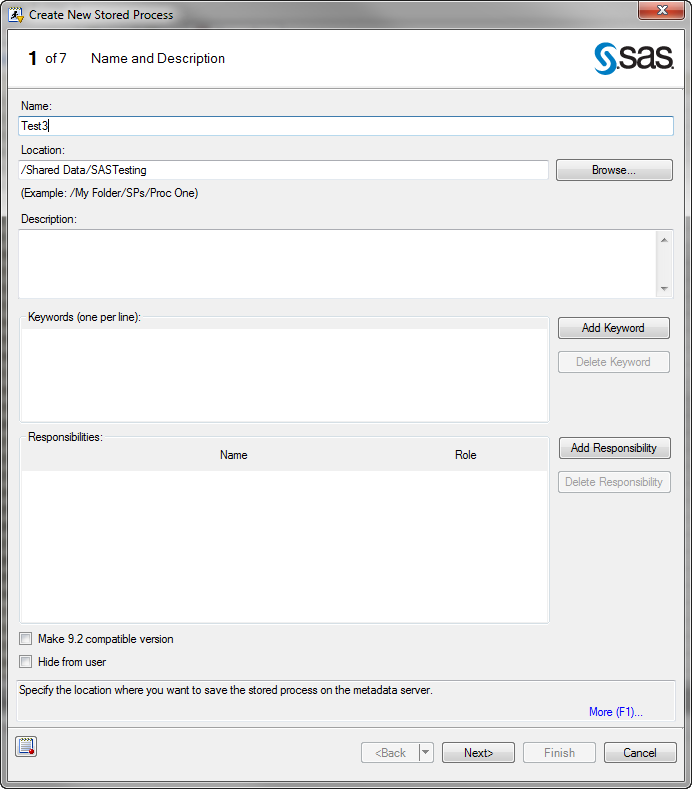 Create New Stored Process
1 of 7 Name and Description
sas.
Name:
Test3
Location:
/Shared Data/SASTesting
Browse...
(Example: /My Folder/SPs/Proc One)
Description:
Keywords (one per line):
Add Keyword
Delete Keyword
Responsibilities:
Add Responsibility
Name Role
Delete Responsibility
Make 9.2 compatible version
Hide from user
Specify the location where you want to save the stored process on the metadata server.
More (F1)...
<Back Next> Finish Cancel